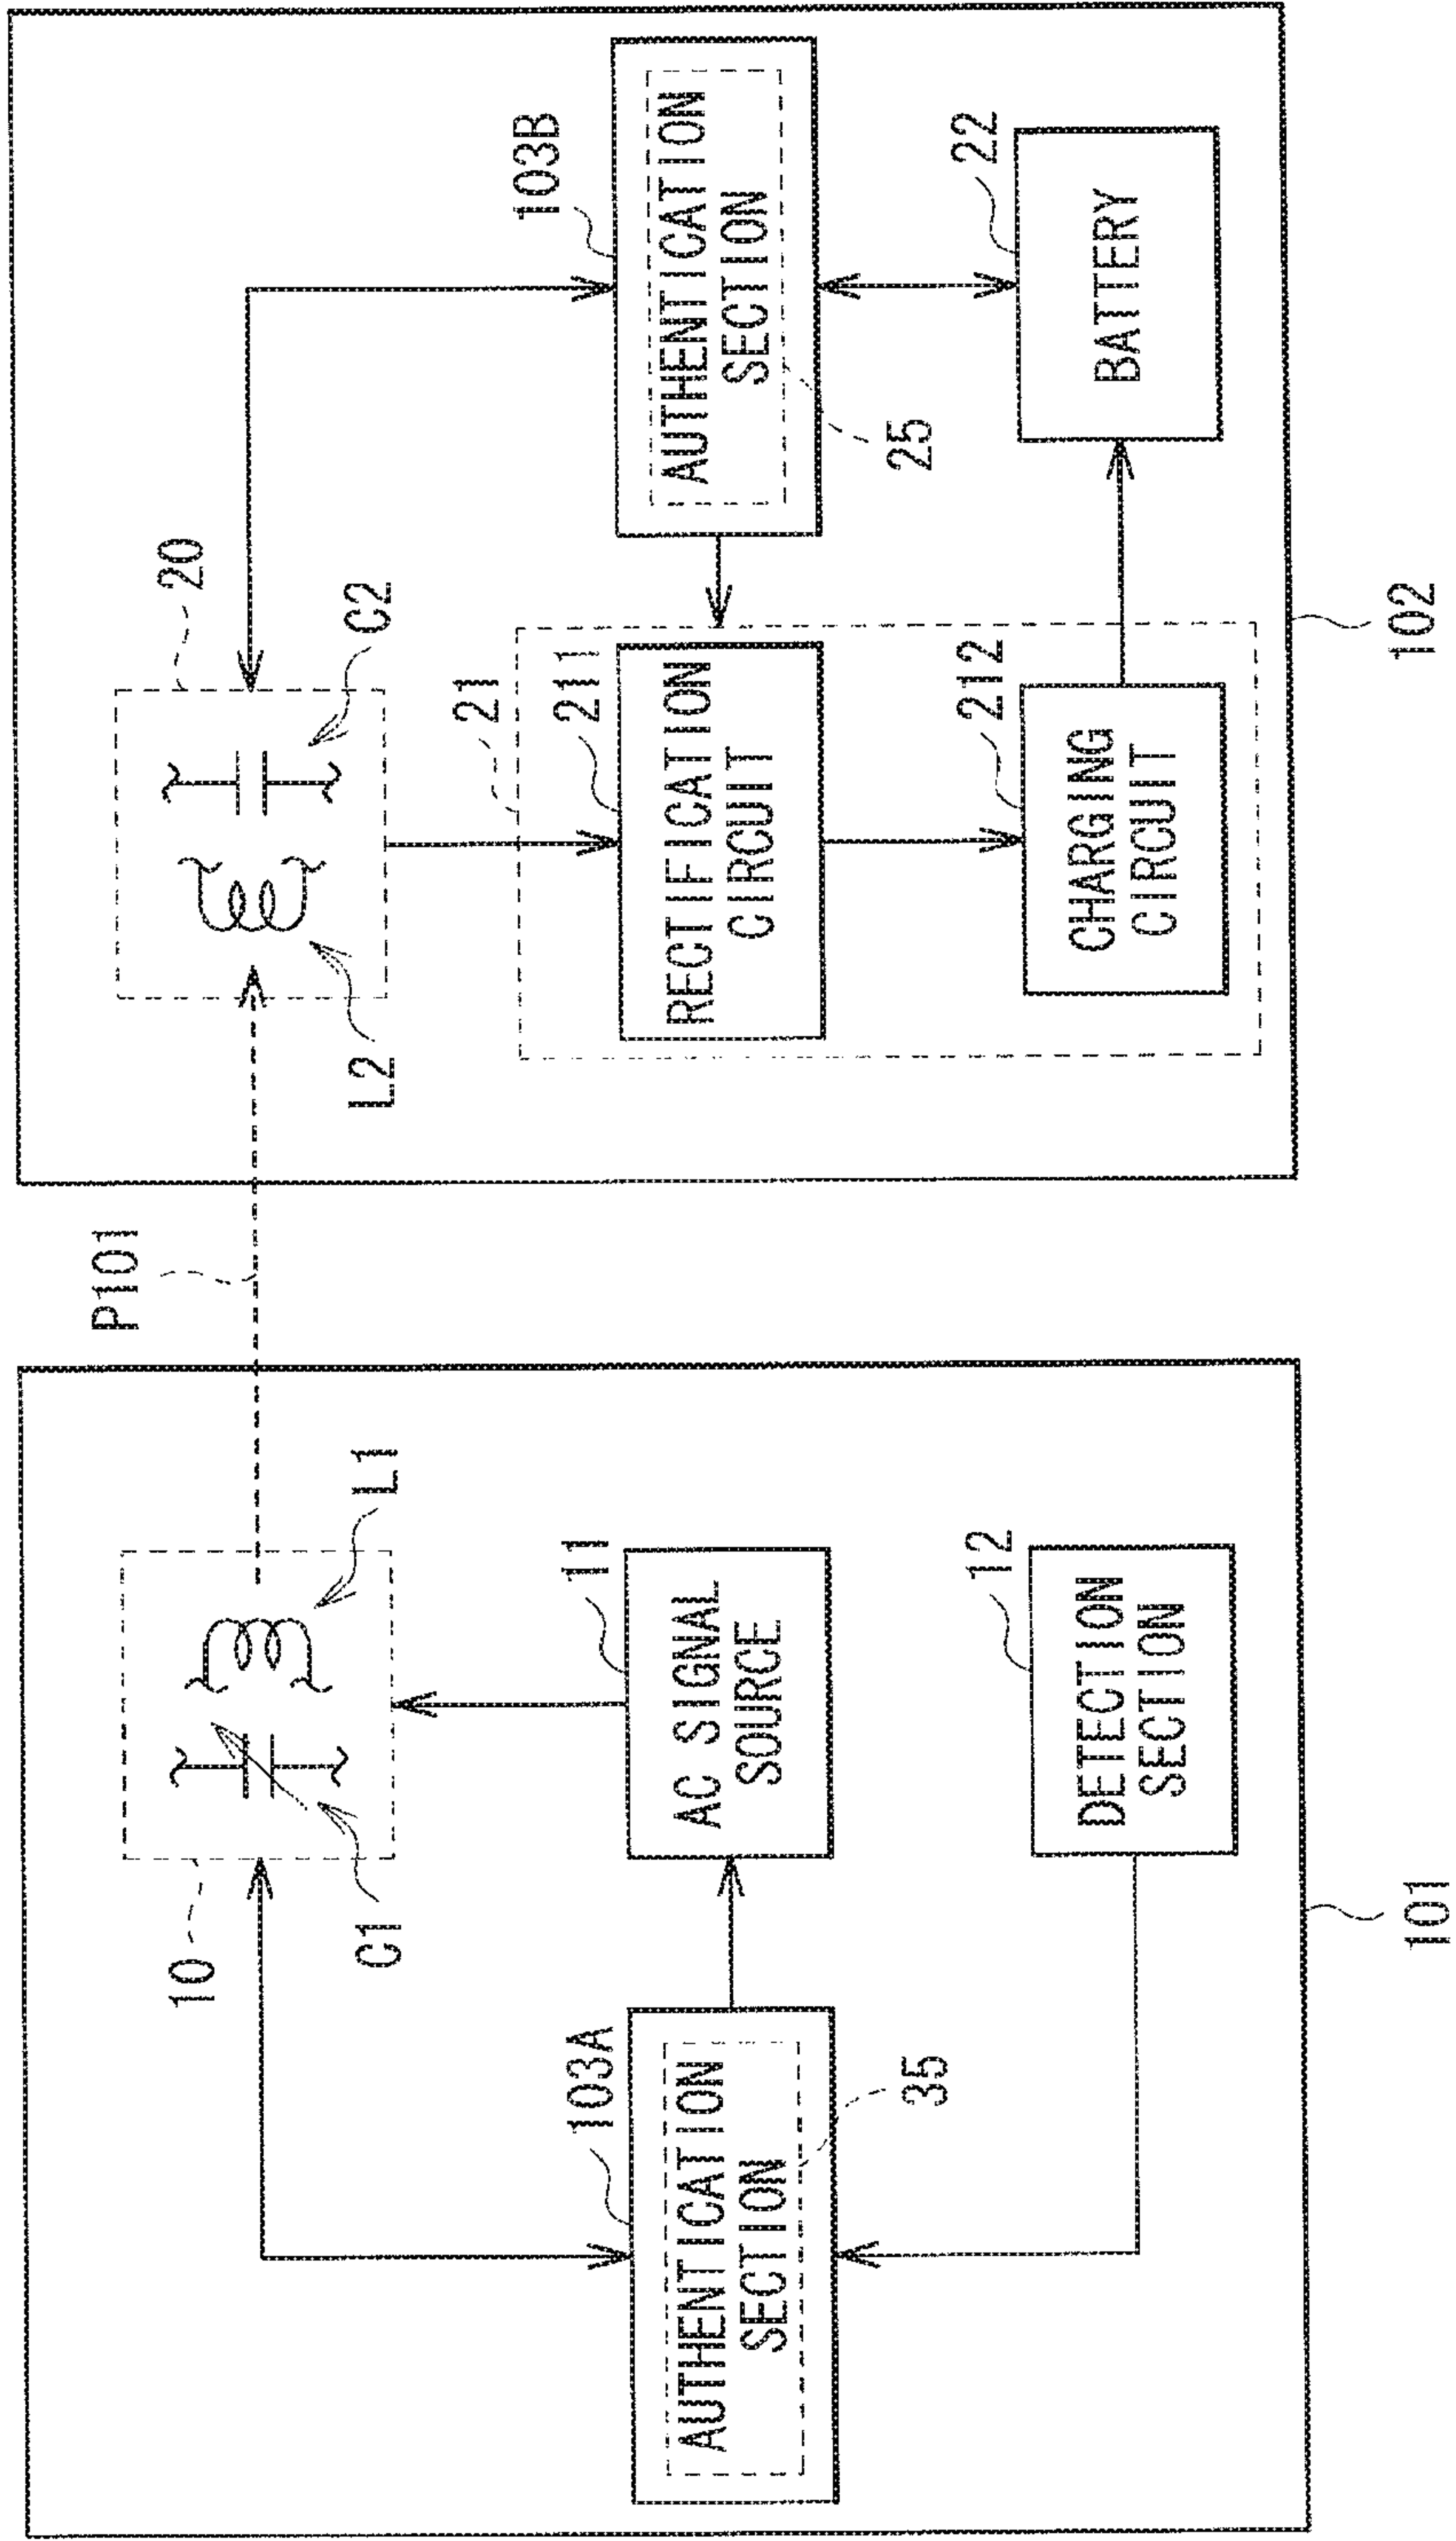 P101
10
C1
L1
103A
AUTHENTICATION
SECTION
35
11
AC SIGNAL
SOURCE
12
DETECTION
SECTION
101
20
L2
C2
21
211
RECTIFICATION
CIRCUIT
212
CHARGING
CIRCUIT
103B
AUTHENTICATION
SECTION
25
22
BATTERY
102